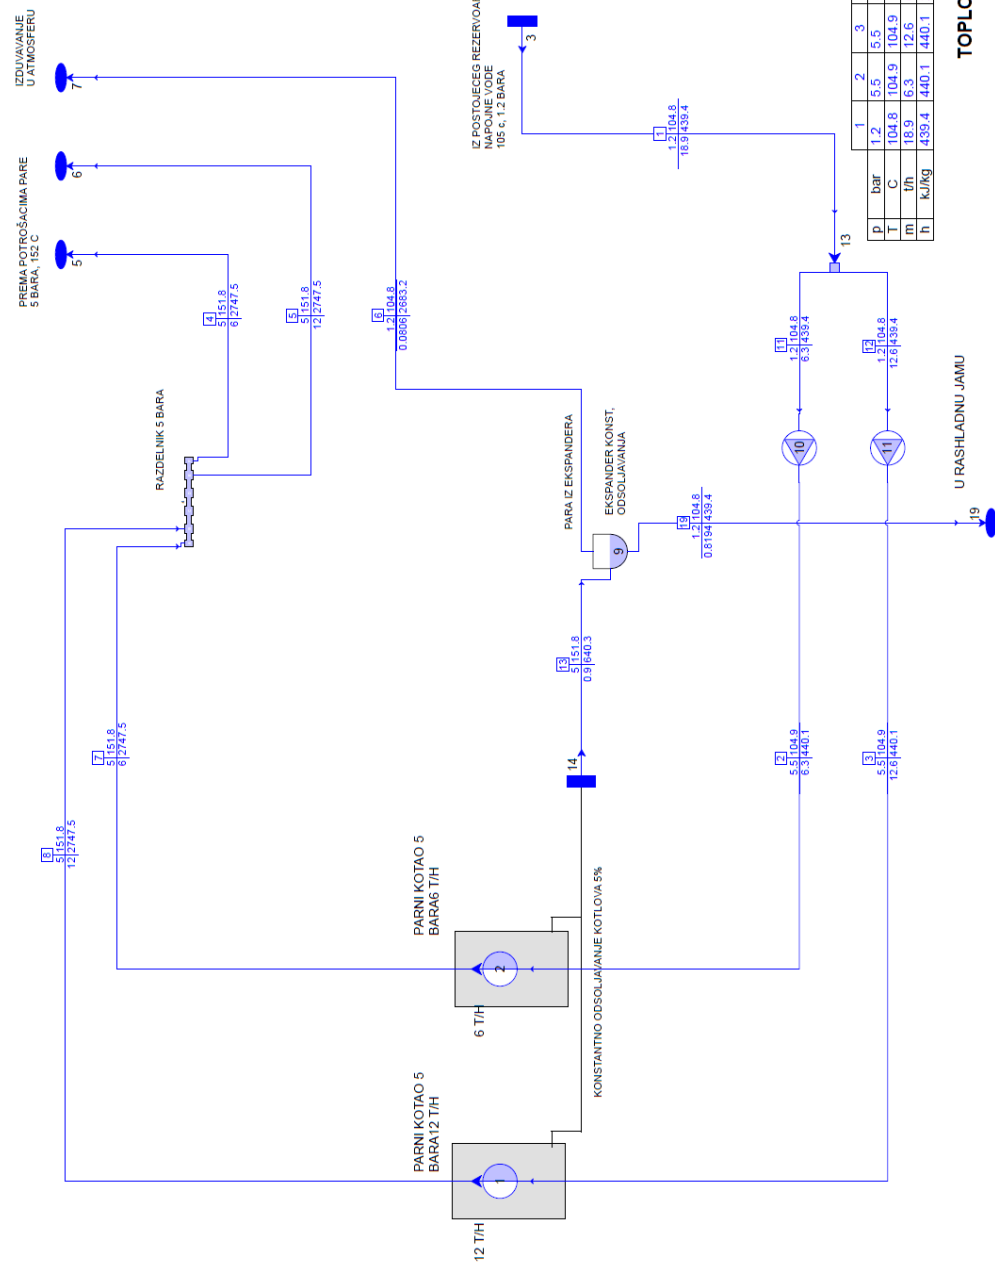 IZDUVAVANJE
U ATMOSFERU
7
PREMA POTROŠACIMA PARE
5 BARA, 152 C
6
5
IZ POSTOJECEG REZERVOAR
NAPOJNE VODE
105 c, 1.2 BARA
3
1
1.2 104.8
18.9 439.4
4
5 151.8
6 2747.5
5
5 151.8
12 2747.5
6
1.2 104.8
0.0806 2683.2
RAZDELNIK 5 BARA
8
5 151.8
12 2747.5
7
5 151.8
6 2747.5
PARA IZ EKSPANDERA
EKSPANDER KONST,
ODSOLJAVANJA
9
13
5 151.8
0.9 640.3
14
19
1.2 104.8
0.8194 439.4
U RASHLADNU JAMU
19
13
11
1.2 104.8
6.3 439.4
12
1.2 104.8
12.6 439.4
10
11
2
5.5 104.9
6.3 440.1
3
5.5 104.9
12.6 440.1
PARNI KOTAO 5
BARA6 T/H
2
6 T/H
KONSTANTNO ODSOLJAVANJE KOTLOVA 5%
PARNI KOTAO 5
BARA12 T/H
1
12 T/H
1 2 3
p bar 1.2 5.5 5.5
T C 104.8 104.9 104.9
m t/h 18.9 6.3 12.6
h kJ/kg 439.4 440.1 440.1
TOPLO